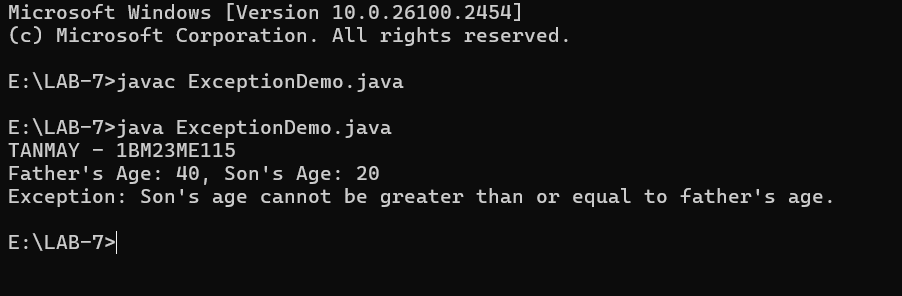 Microsoft Windows [Version 10.0.26100.2454]
(c) Microsoft Corporation. All rights reserved.
E:\LAB-7>javac ExceptionDemo.java
E:\LAB-7>java ExceptionDemo.java
TANMAY - 1BM23ME115
Father's Age: 40, Son's Age: 20
Exception: Son's age cannot be greater than or equal to father's age.
E:\LAB-7>